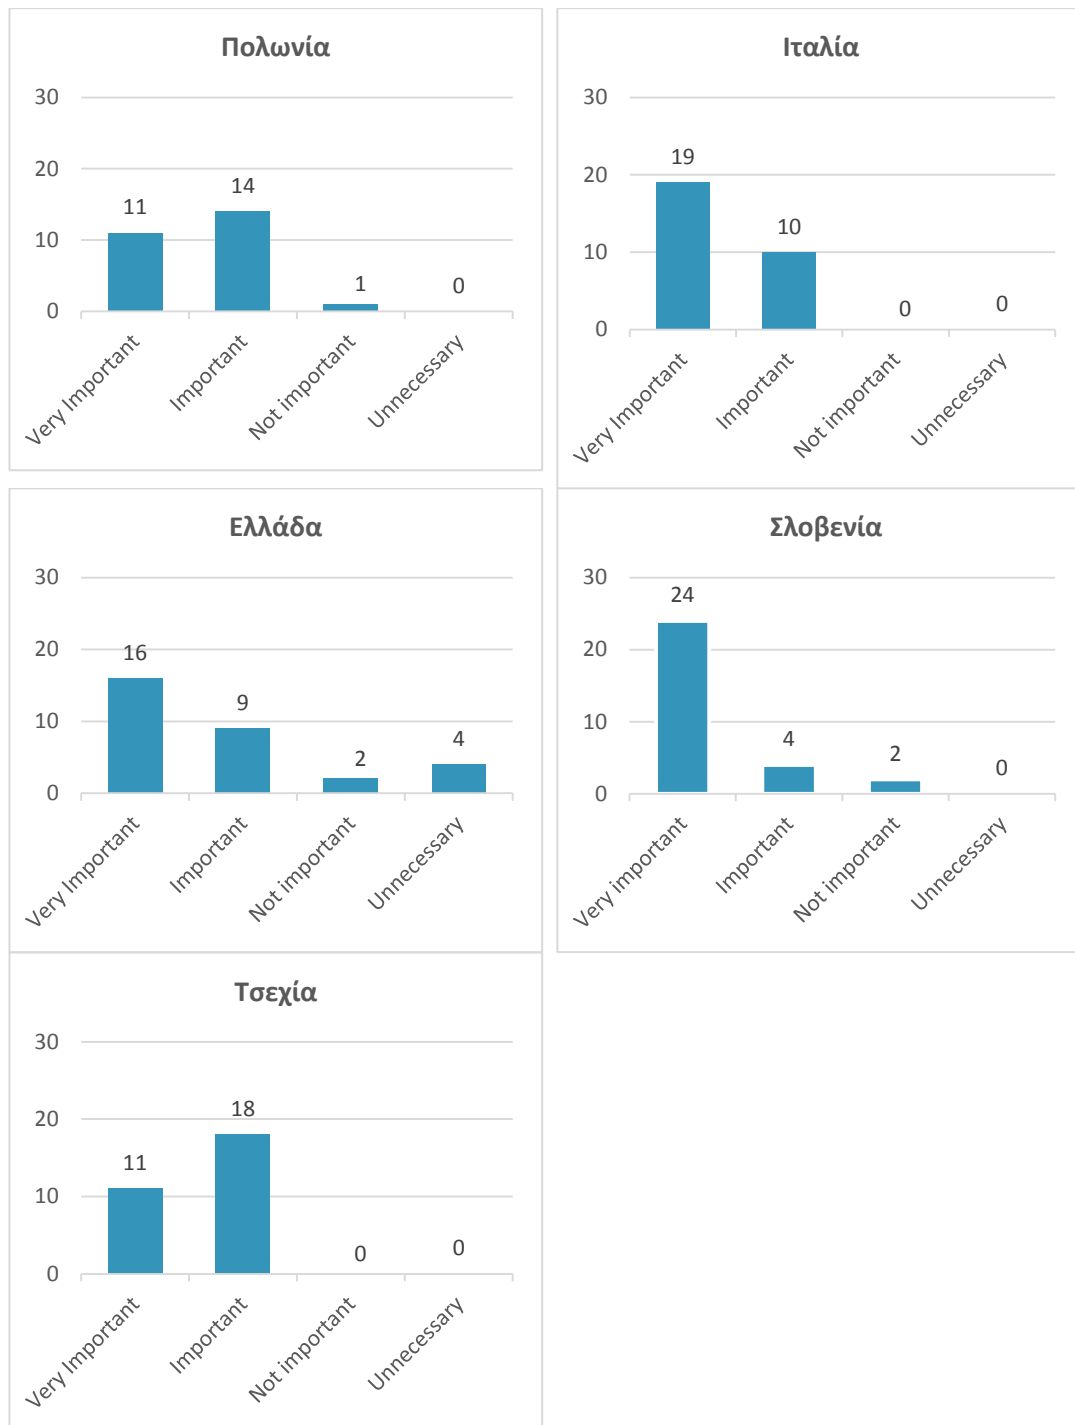 Πολωνία
30
20
10
0
11
14
1
0
Very Important
Important
Not important
Unnecessary
Ιταλία
30
20
10
0
19
10
0
0
Very Important
Important
Not important
Unnecessary
Ελλάδα
30
20
10
0
16
9
2
4
Very Important
Important
Not important
Unnecessary
Σλοβενία
30
20
10
0
24
4
2
0
Very important
Important
Not important
Unnecessary
Τσεχία
30
20
10
0
11
18
0
0
Very Important
Important
Not important
Unnecessary